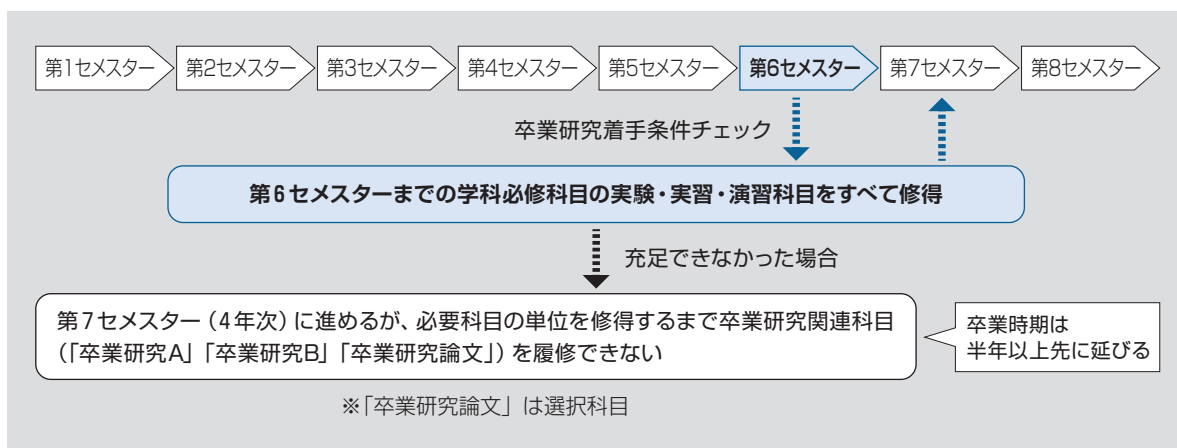 第1セメスター 第2セメスター 第3セメスター 第4セメスター 第5セメスター 第6セメスター 第7セメスター 第8セメスター
卒業研究着手条件チェック
第6セメスターまでの学科必修科目の実験・実習・演習科目をすべて修得
充足できなかった場合
第7セメスター（4年次）に進めるが、必要科目の単位を修得するまで卒業研究関連科目
（「卒業研究A」「卒業研究B」「卒業研究論文」）を履修できない
卒業時期は
半年以上先に延びる
※「卒業研究論文」は選択科目